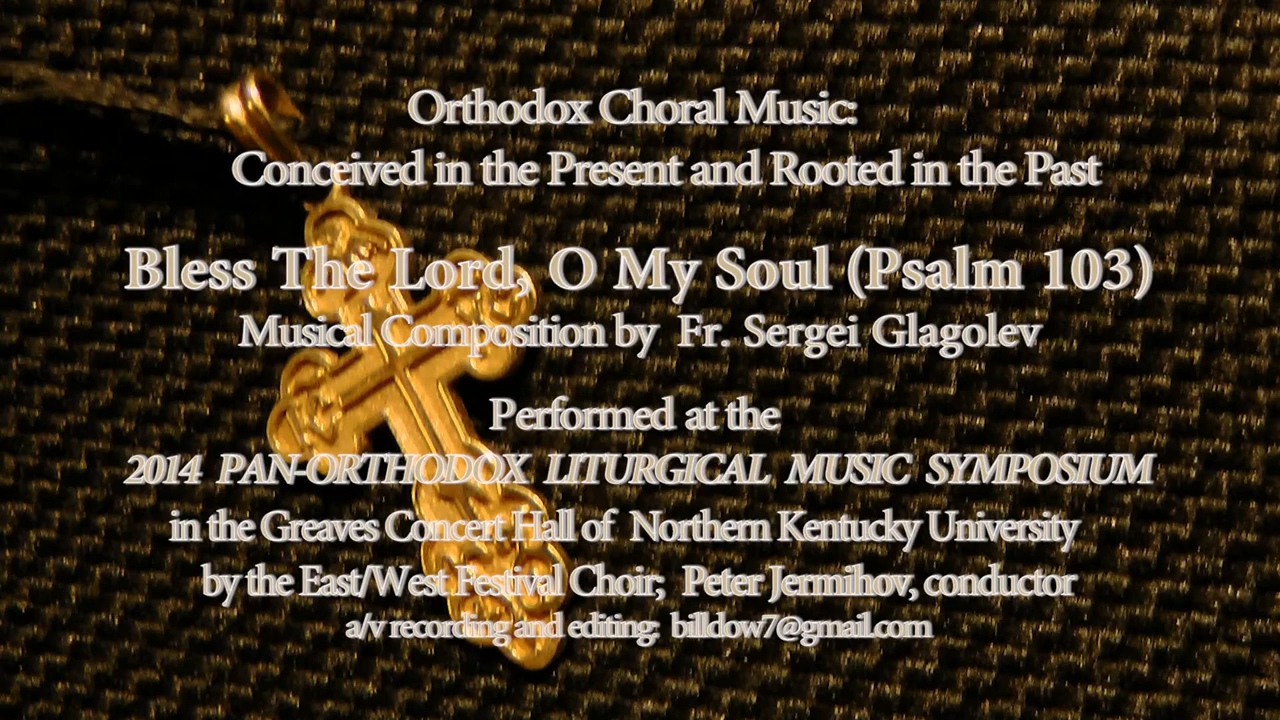 Orthodox Choral Music:
Conceived in the Present and Rooted in the Past
Bless The Lord, O My Soul (Psalm 103)
Musical Composition by Fr. Sergei Glagolev
Performed at the
2014 PAN-ORTHODOX LITURGICAL MUSIC SYMPOSIUM
in the Greaves Concert Hall of Northern Kentucky University
by the East/West Festival Choir; Peter Jermihov, conductor
a/v recording and editing: billdow7@gmail.com